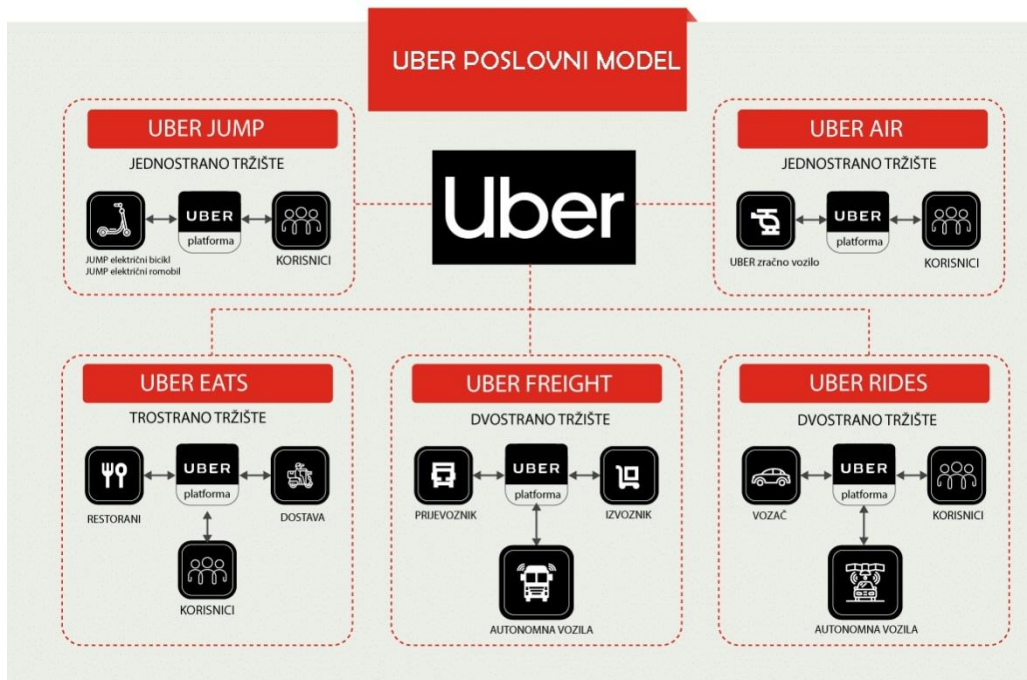 UBER POSLOVNI MODEL
UBER JUMP
JEDNOSTRANO TRŽIŠTE
UBER
platforma
JUMP električni bicikl
JUMP električni romobil
KORISNICI
Uber
UBER AIR
JEDNOSTRANO TRŽIŠTE
UBER
platforma
UBER zračno vozilo
KORISNICI
UBER EATS
TROSTRANO TRŽIŠTE
UBER
platforma
RESTORANI
DOSTAVA
KORISNICI
UBER FREIGHT
DVOSTRANO TRŽIŠTE
UBER
platforma
PRIJEVOZNIK
IZVOZNIK
AUTONOMNA VOZILA
UBER RIDES
DVOSTRANO TRŽIŠTE
UBER
platforma
VOZAČ
KORISNICI
AUTONOMNA VOZILA